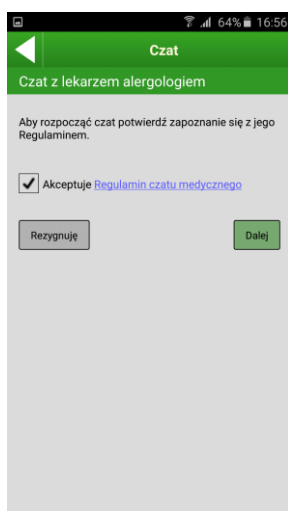 64% 16:56
Czat
Czat z lekarzem alergologiem
Aby rozpocząć czat potwierdź zapoznanie się z jego
Regulaminem.
Akceptuje Regulamin czatu medycznego
Rezygnuję Dalej